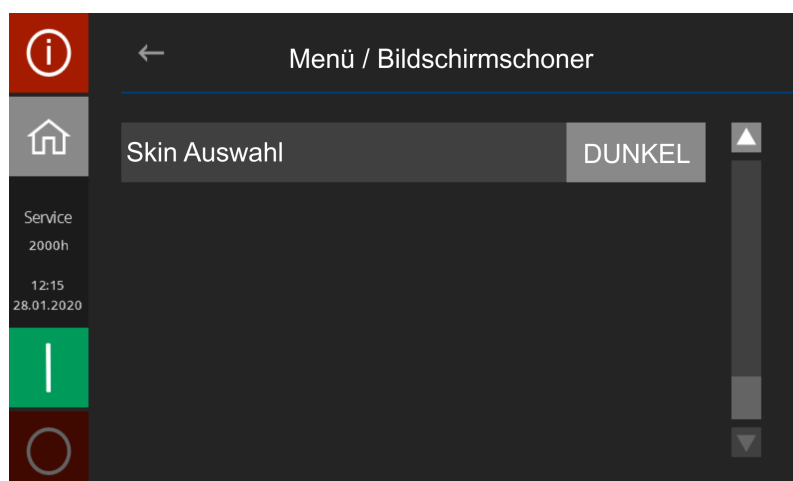 Menü / Bildschirmschoner
Skin Auswahl DUNKEL
Service
2000h
12:15
28.01.2020